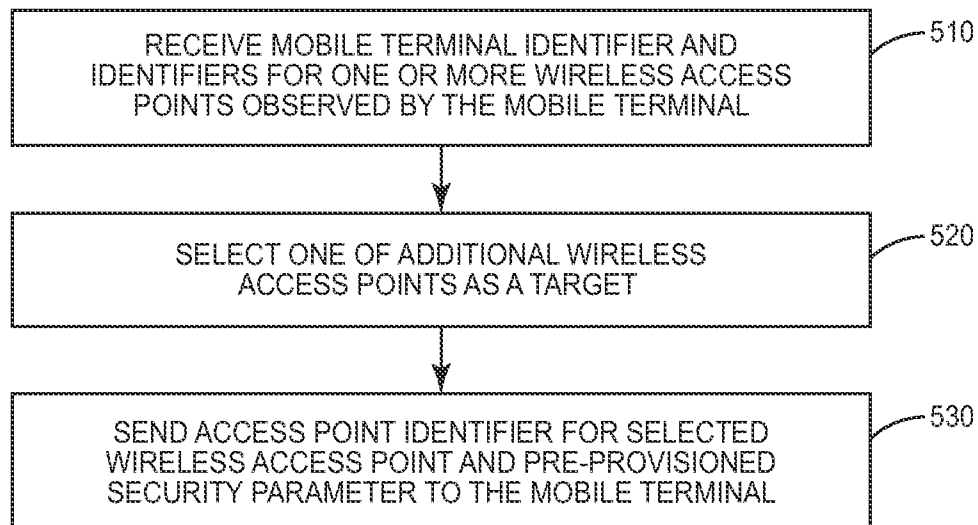 RECEIVE MOBILE TERMINAL IDENTIFIER AND
IDENTIFIERS FOR ONE OR MORE WIRELESS ACCESS
POINTS OBSERVED BY THE MOBILE TERMINAL
510
SELECT ONE OF ADDITIONAL WIRELESS
ACCESS POINTS AS A TARGET
520
SEND ACCESS POINT IDENTIFIER FOR SELECTED
WIRELESS ACCESS POINT AND PRE-PROVISIONED
SECURITY PARAMETER TO THE MOBILE TERMINAL
530